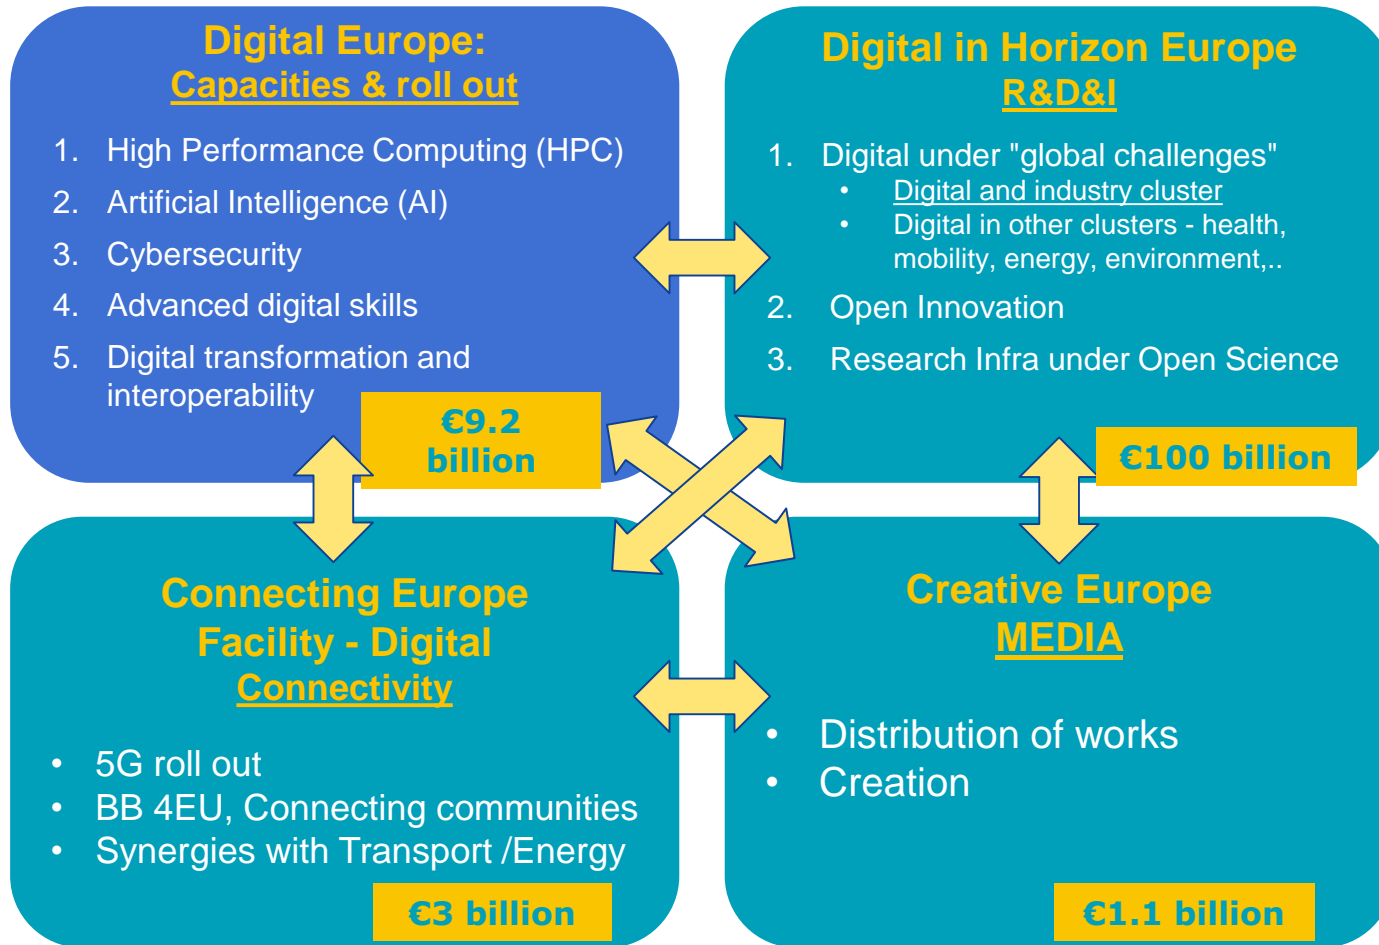 Digital Europe:
Capacities & roll out
1. High Performance Computing (HPC)
2. Artificial Intelligence (AI)
3. Cybersecurity
4. Advanced digital skills
5. Digital transformation and
interoperability
€9.2
billion
Digital in Horizon Europe
R&D&I
1. Digital under "global challenges"
• Digital and industry cluster
• Digital in other clusters - health,
mobility, energy, environment,..
2. Open Innovation
3. Research Infra under Open Science
€100 billion
Connecting Europe
Facility - Digital
Connectivity
• 5G roll out
• BB 4EU, Connecting communities
• Synergies with Transport /Energy
€3 billion
Creative Europe
MEDIA
• Distribution of works
• Creation
€1.1 billion